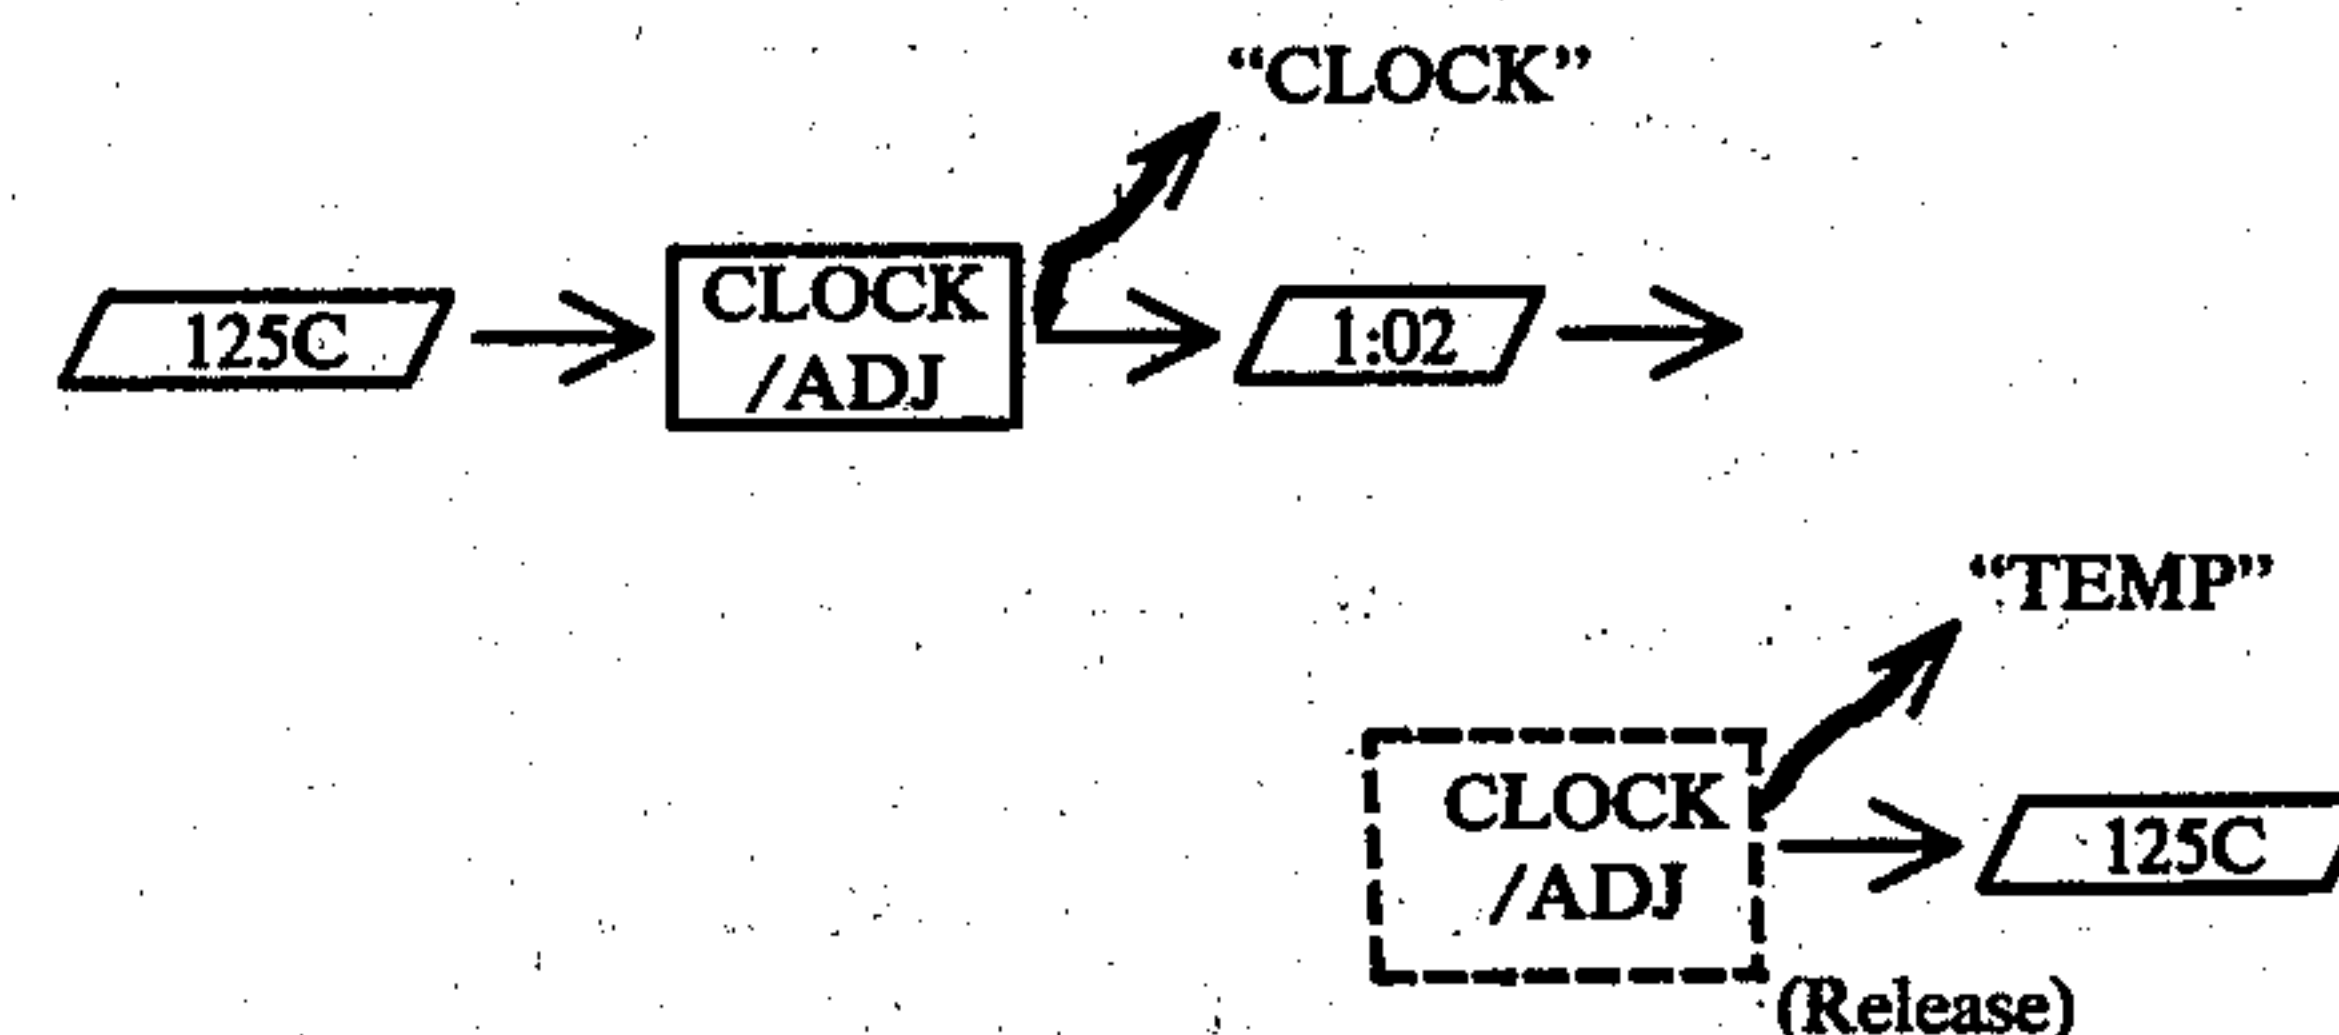 “CLOCK”
125C
CLOCK
/ADJ
1:02
“TEMP”
CLOCK
/ADJ
125C
(Release)